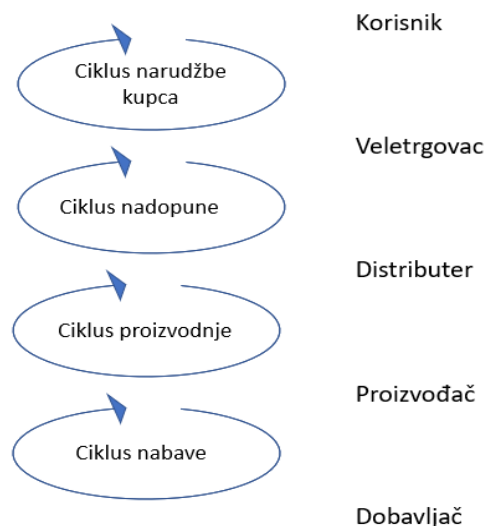 Korisnik
Ciklus narudžbe
kupca
Veletrgovac
Ciklus nadopune
Distributer
Ciklus proizvodnje
Proizvođač
Ciklus nabave
Dobavljač